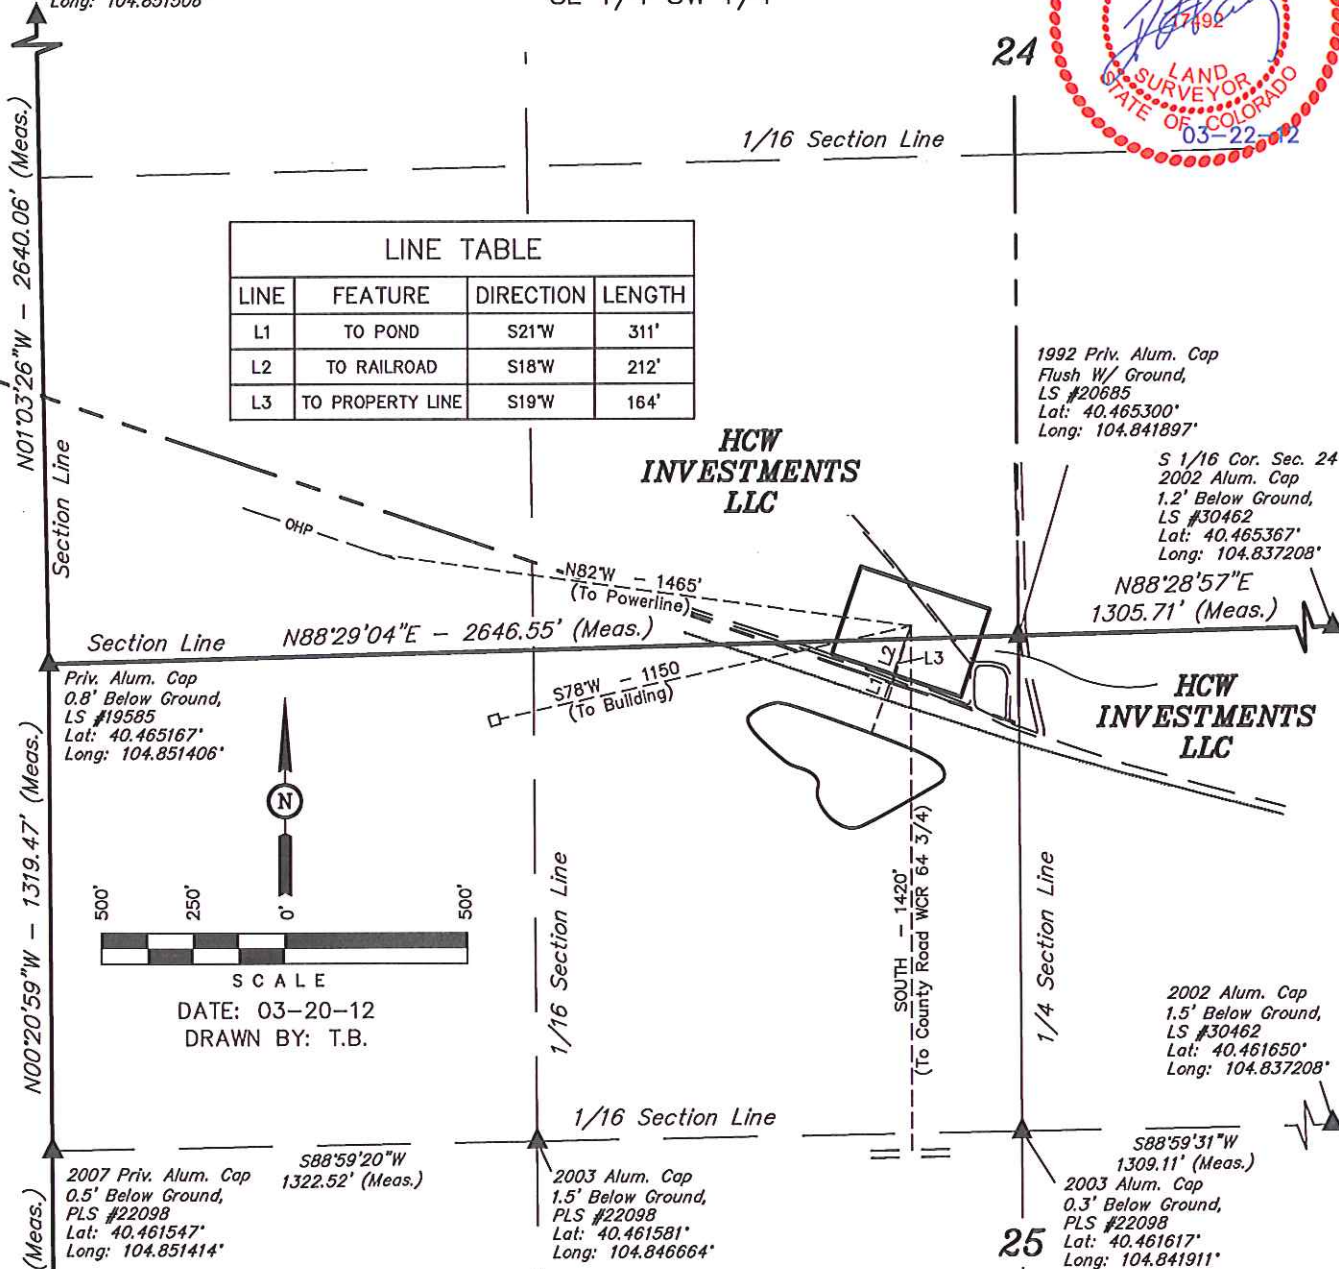 Long: 104.851508°
24
17492
LAND
SURVEYOR
STATE OF COLORADO
03-22-12
1/16 Section Line
N01°03'26"W - 2640.06' (Meas.)
Section Line
LINE TABLE
LINE FEATURE DIRECTION LENGTH
L1 TO POND S21°W 311'
L2 TO RAILROAD S18°W 212'
L3 TO PROPERTY LINE S19°W 164'
1992 Priv. Alum. Cap
Flush W/ Ground,
LS #20685
Lat: 40.465300°
Long: 104.841897°
HCW
INVESTMENTS
LLC
S 1/16 Cor. Sec. 24
2002 Alum. Cap
1.2' Below Ground,
LS #30462
Lat: 40.465367°
Long: 104.837208°
OHP
N82°W - 1465'
(To Powerline)
N88°28'57"E
1305.71' (Meas.)
Section Line
N88°29'04"E - 2646.55' (Meas.)
L2
L3
L1
S78°W - 1150
(To Building)
Priv. Alum. Cap
0.8' Below Ground,
LS #19585
Lat: 40.465167°
Long: 104.851406°
HCW
INVESTMENTS
LLC
N
N00°20'59"W - 1319.47' (Meas.)
500' 250' 0' 500'
SCALE
DATE: 03-20-12
DRAWN BY: T.B.
1/16 Section Line
SOUTH - 1420'
(To County Road WCR 64 3/4)
1/4 Section Line
2002 Alum. Cap
1.5' Below Ground,
LS #30462
Lat: 40.461650°
Long: 104.837208°
1/16 Section Line
S88°59'20"W
1322.52' (Meas.)
S88°59'31"W
1309.11' (Meas.)
2007 Priv. Alum. Cap
0.5' Below Ground,
PLS #22098
Lat: 40.461547°
Long: 104.851414°
2003 Alum. Cap
1.5' Below Ground,
PLS #22098
Lat: 40.461581°
Long: 104.846664°
2003 Alum. Cap
0.3' Below Ground,
PLS #22098
Lat: 40.461617°
Long: 104.841911°
25
(Meas.)